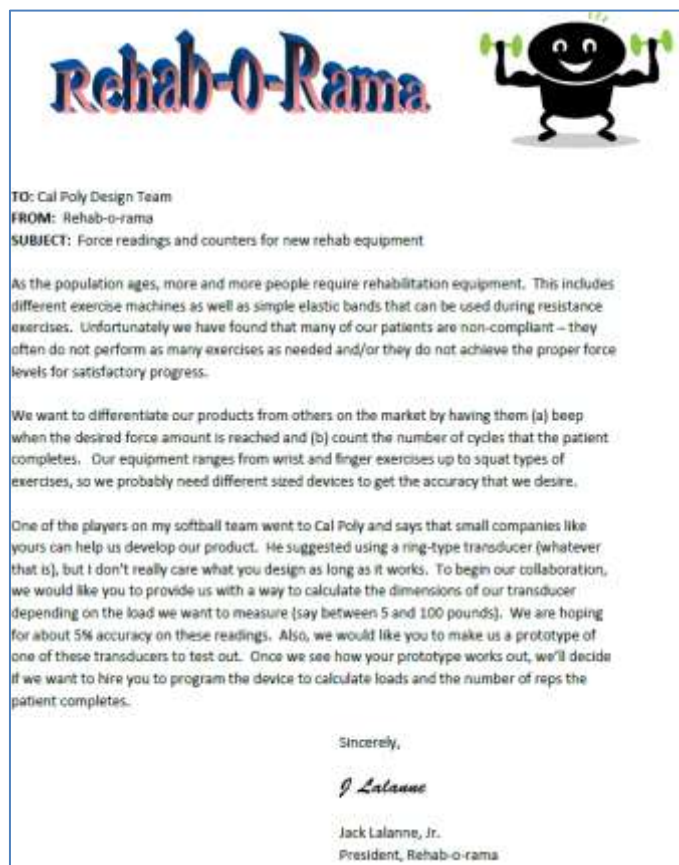 Rehab-o-Rama
TO: Cal Poly Design Team
FROM: Rehab-o-rama
SUBJECT: Force readings and counters for new rehab equipment
As the population ages, more and more people require rehabilitation equipment. This includes
different exercise machines as well as simple elastic bands that can be used during resistance
exercises. Unfortunately we have found that many of our patients are non-compliant – they
often do not perform as many exercises as needed and/or they do not achieve the proper force
levels for satisfactory progress.
We want to differentiate our products from others on the market by having them (a) beep
when the desired force amount is reached and (b) count the number of cycles that the patient
completes. Our equipment ranges from wrist and finger exercises up to squat types of
exercises, so we probably need different sized devices to get the accuracy that we desire.
One of the players on my softball team went to Cal Poly and says that small companies like
yours can help us develop our product. He suggested using a ring-type transducer (whatever
that is), but I don't really care what you design as long as it works. To begin our collaboration,
we would like you to provide us with a way to calculate the dimensions of our transducer
depending on the load we want to measure (say between 5 and 100 pounds). We are hoping
for about 5% accuracy on these readings. Also, we would like you to make us a prototype of
one of these transducers to test out. Once we see how your prototype works out, we'll decide
if we want to hire you to program the device to calculate loads and the number of reps the
patient completes.
Sincerely,
J Lalanne
Jack Lalanne, Jr.
President, Rehab-o-rama